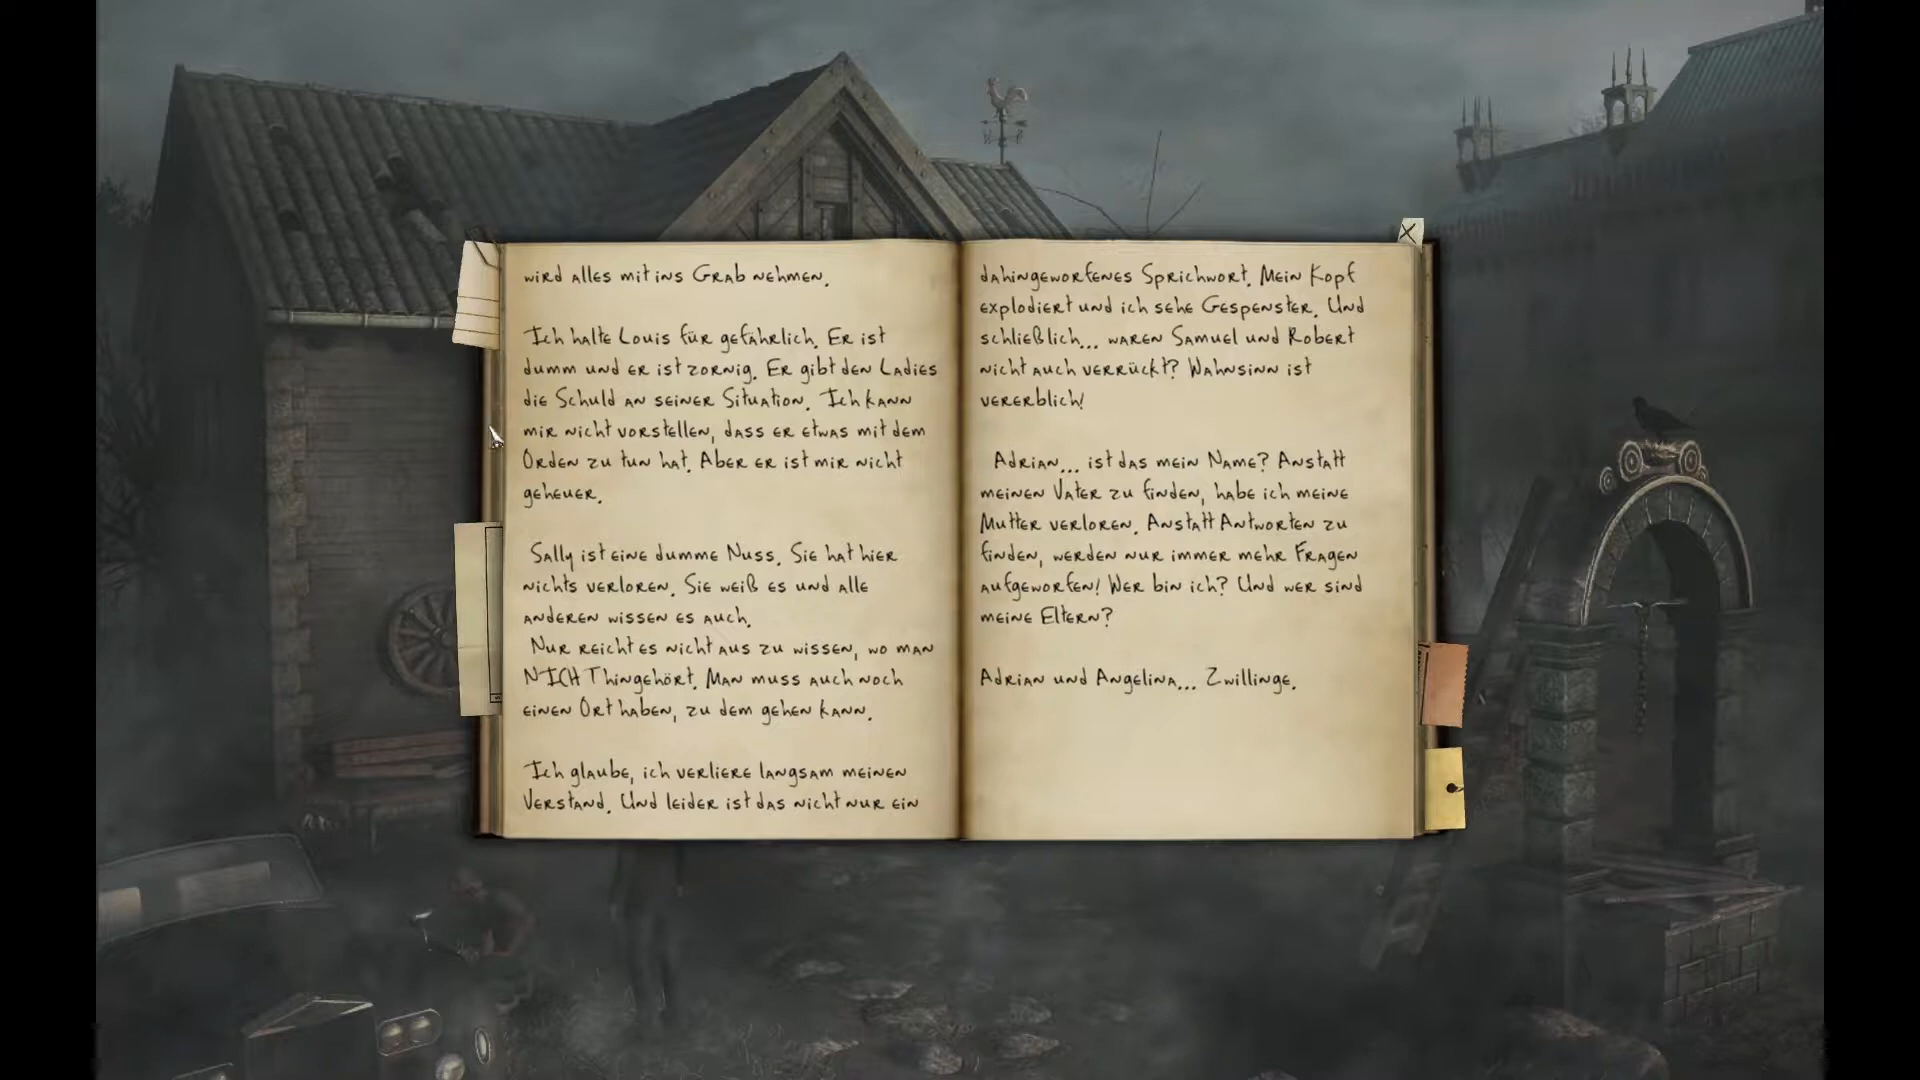 wird alles mit ins Grab nehmen.
Ich halte Louis für gefährlich. Er ist
dumm und er ist zornig. Er gibt den Ladies
die Schuld an seiner Situation. Ich kann
mir nicht vorstellen, dass er etwas mit dem
Orden zu tun hat. Aber er ist mir nicht
geheuer.
Sally ist eine dumme Nuss. Sie hat hier
nichts verloren. Sie weiß es und alle
anderen wissen es auch.
Nur reicht es nicht aus zu wissen, wo man
NICHT hingehört. Man muss auch noch
einen Ort haben, zu dem gehen kann.
Ich glaube, ich verliere langsam meinen
Verstand. Und leider ist das nicht nur ein
dahingeworfenes Sprichwort. Mein Kopf
explodiert und ich sehe Gespenster. Und
schließlich... waren Samuel und Robert
nicht auch verrückt? Wahnsinn ist
vererblich!
Adrian... ist das mein Name? Anstatt
meinen Vater zu finden, habe ich meine
Mutter verloren. Anstatt Antworten zu
finden, werden nur immer mehr Fragen
aufgeworfen! Wer bin ich? Und wer sind
meine Eltern?
Adrian und Angelina... Zwillinge.